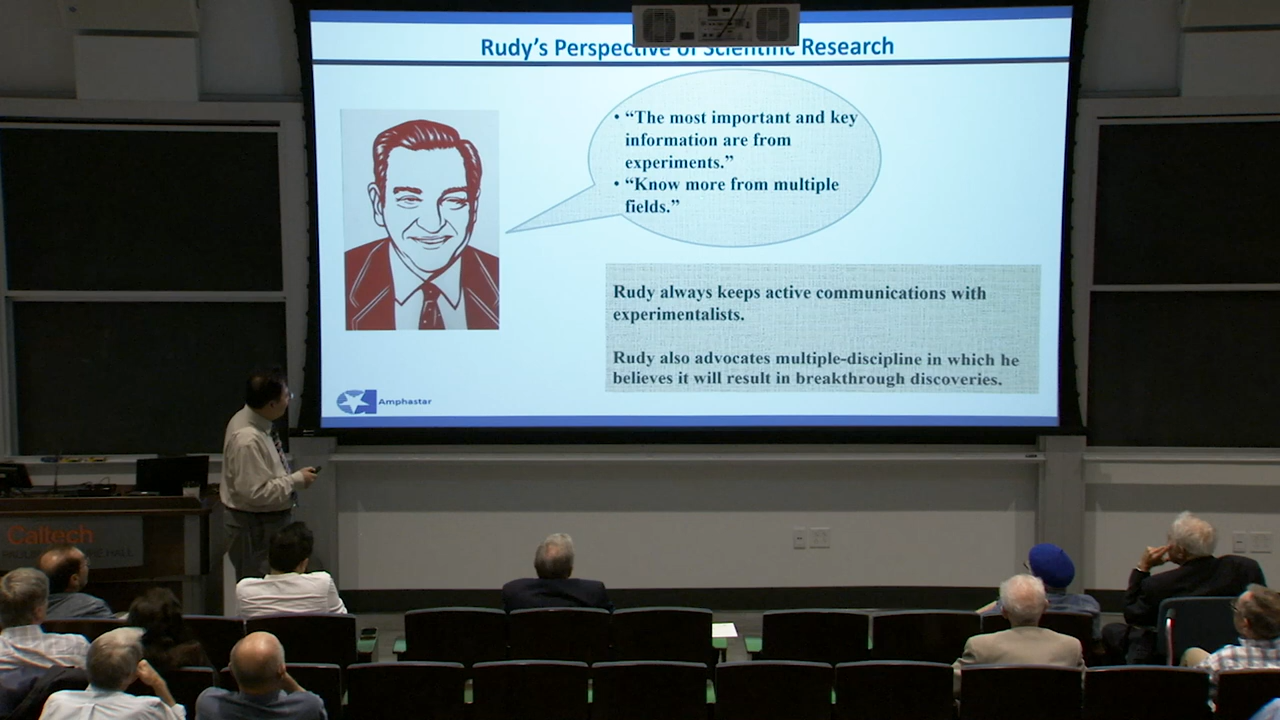 Rudy's Perspective of Scientific Research
• “The most important and key
information are from
experiments.”
• “Know more from multiple
fields.”
Rudy always keeps active communications with
experimentalists.
Rudy also advocates multiple-discipline in which he
believes it will result in breakthrough discoveries.
Amphastar
Caltech
HALL